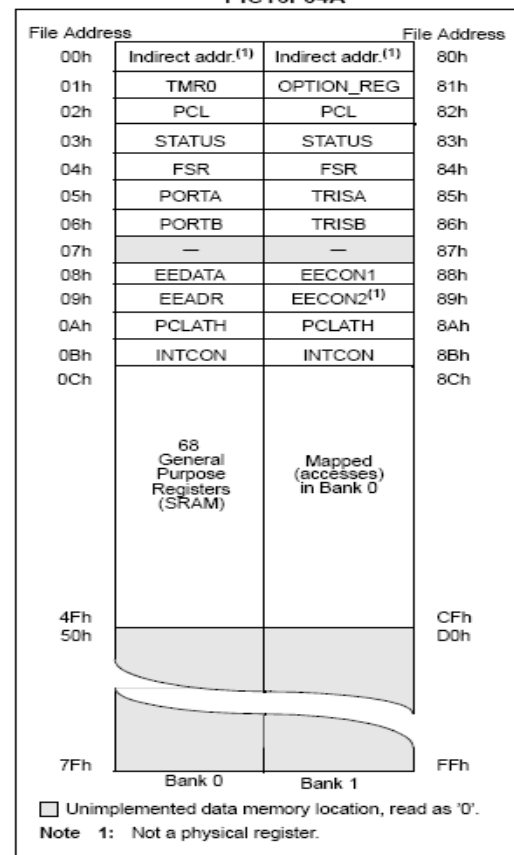 File Address File Address
00h Indirect addr.(1) Indirect addr.(1) 80h
01h TMR0 OPTION_REG 81h
02h PCL PCL 82h
03h STATUS STATUS 83h
04h FSR FSR 84h
05h PORTA TRISA 85h
06h PORTB TRISB 86h
07h — — 87h
08h EEDATA EECON1 88h
09h EEADR EECON2(1) 89h
0Ah PCLATH PCLATH 8Ah
0Bh INTCON INTCON 8Bh
0Ch 8Ch
68
General
Purpose
Registers
(SRAM)
Mapped
(accesses)
in Bank 0
4Fh CFh
50h D0h
7Fh FFh
Bank 0 Bank 1
Unimplemented data memory location, read as '0'.
Note 1: Not a physical register.